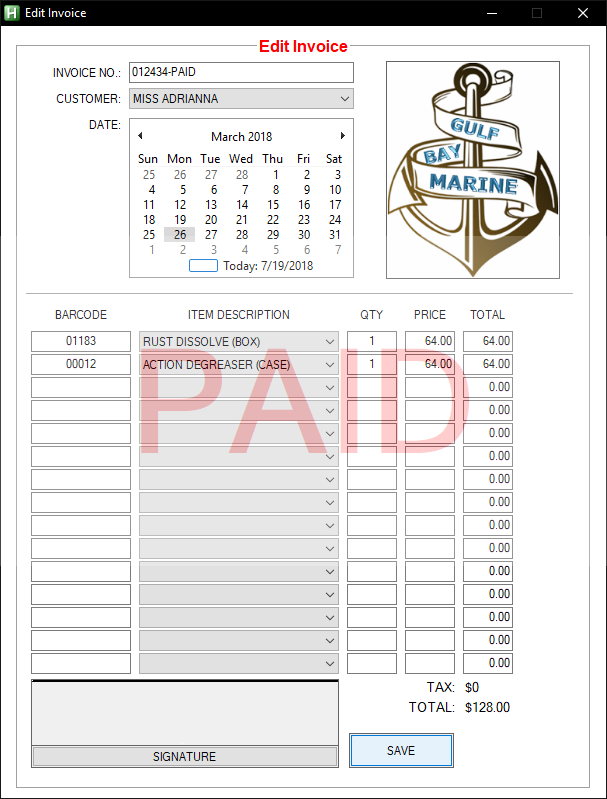 Edit Invoice
Edit Invoice
INVOICE NO.: 012434-PAID
CUSTOMER: MISS ADRIANNA
DATE:
March 2018
Sun Mon Tue Wed Thu Fri Sat
25 26 27 28 1 2 3
4 5 6 7 8 9 10
11 12 13 14 15 16 17
18 19 20 21 22 23 24
25 26 27 28 29 30 31
1 2 3 4 5 6 7
Today: 7/19/2018
GULF
BAY
MARINE
BARCODE ITEM DESCRIPTION QTY PRICE TOTAL
01183 RUST DISSOLVE (BOX) 1 64.00 64.00
00012 ACTION DEGREASER (CASE) 1 64.00 64.00
0.00
0.00
0.00
0.00
0.00
0.00
0.00
0.00
0.00
0.00
0.00
0.00
0.00
PAID
TAX: $0
TOTAL: $128.00
SIGNATURE
SAVE